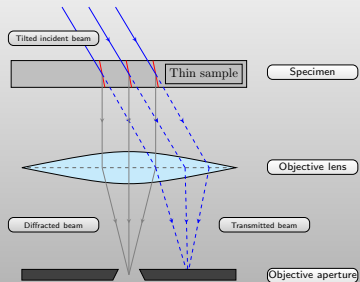 Tilted incident beam
Thin sample
Specimen
Objective lens
Diffracted beam
Transmitted beam
Objective aperture